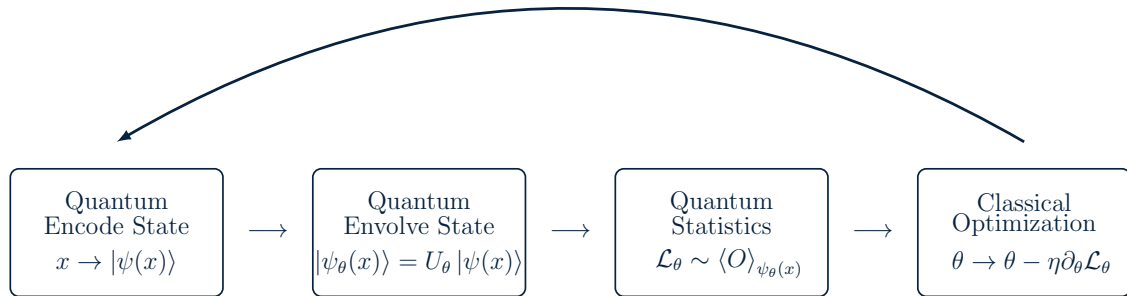 Quantum
Encode State
x → |ψ(x)⟩
⟶
Quantum
Envolve State
|ψ_θ(x)⟩ = U_θ |ψ(x)⟩
⟶
Quantum
Statistics
ℒ_θ ∼ ⟨O⟩_{ψ_θ(x)}
⟶
Classical
Optimization
θ → θ − η∂_θℒ_θ